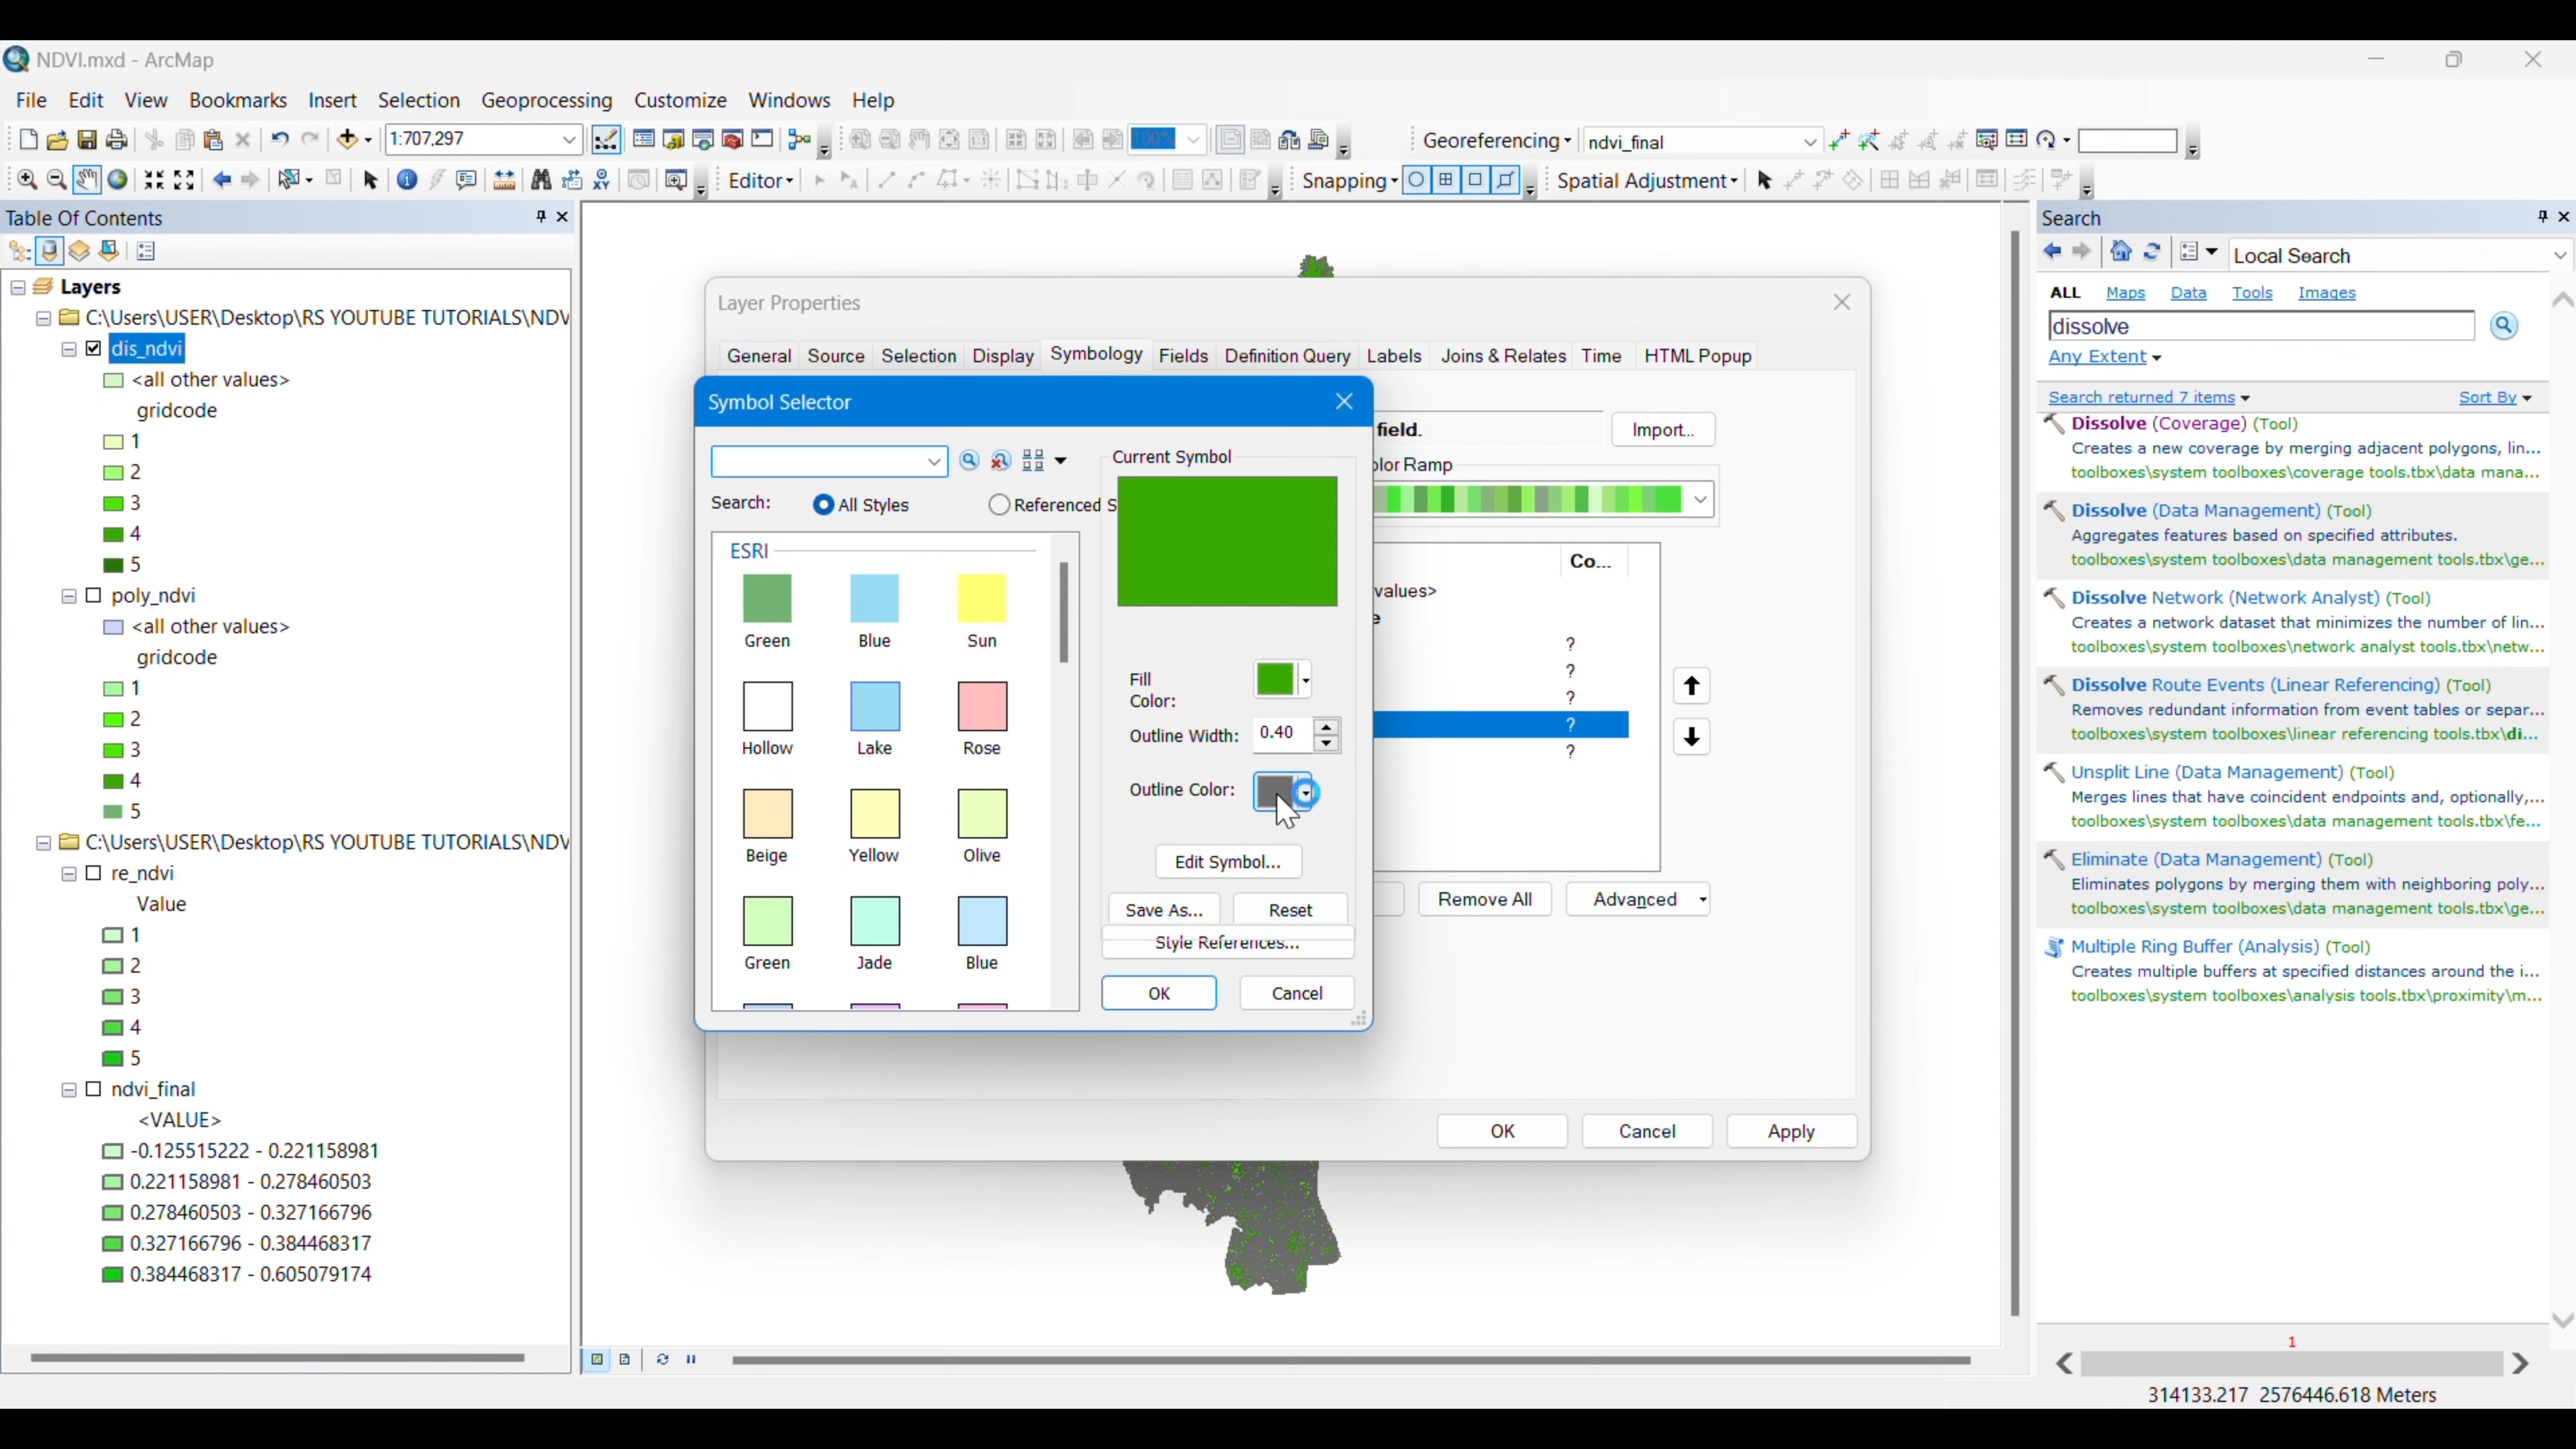 NDVI.mxd - ArcMap
File Edit View Bookmarks Insert Selection Geoprocessing Customize Windows Help
1:707,297 100% Georeferencing ndvi_final
Editor Snapping Spatial Adjustment
Table Of Contents
Layers
C:\Users\USER\Desktop\RS YOUTUBE TUTORIALS\NDV
dis_ndvi
<all other values>
gridcode
1
2
3
4
5
poly_ndvi
<all other values>
gridcode
1
2
3
4
5
C:\Users\USER\Desktop\RS YOUTUBE TUTORIALS\NDV
re_ndvi
Value
1
2
3
4
5
ndvi_final
<VALUE>
-0.125515222 - 0.221158981
0.221158981 - 0.278460503
0.278460503 - 0.327166796
0.327166796 - 0.384468317
0.384468317 - 0.605079174
Layer Properties
General Source Selection Display Symbology Fields Definition Query Labels Joins & Relates Time HTML Popup
field.
Import...
olor Ramp
Co...
values>
e
?
?
?
?
?
Remove All Advanced
OK Cancel Apply
Symbol Selector
Search: All Styles Referenced S
ESRI
Green Blue Sun
Hollow Lake Rose
Beige Yellow Olive
Green Jade Blue
Current Symbol
Fill
Color:
Outline Width: 0.40
Outline Color:
Edit Symbol...
Save As... Reset
Style References...
OK Cancel
Search
Local Search
ALL Maps Data Tools Images
dissolve
Any Extent
Search returned 7 items Sort By
Dissolve (Coverage) (Tool)
Creates a new coverage by merging adjacent polygons, lin...
toolboxes\system toolboxes\coverage tools.tbx\data mana...
Dissolve (Data Management) (Tool)
Aggregates features based on specified attributes.
toolboxes\system toolboxes\data management tools.tbx\ge...
Dissolve Network (Network Analyst) (Tool)
Creates a network dataset that minimizes the number of lin...
toolboxes\system toolboxes\network analyst tools.tbx\netw...
Dissolve Route Events (Linear Referencing) (Tool)
Removes redundant information from event tables or separ...
toolboxes\system toolboxes\linear referencing tools.tbx\di...
Unsplit Line (Data Management) (Tool)
Merges lines that have coincident endpoints and, optionally,...
toolboxes\system toolboxes\data management tools.tbx\fe...
Eliminate (Data Management) (Tool)
Eliminates polygons by merging them with neighboring poly...
toolboxes\system toolboxes\data management tools.tbx\ge...
Multiple Ring Buffer (Analysis) (Tool)
Creates multiple buffers at specified distances around the i...
toolboxes\system toolboxes\analysis tools.tbx\proximity\m...
1
314133.217 2576446.618 Meters